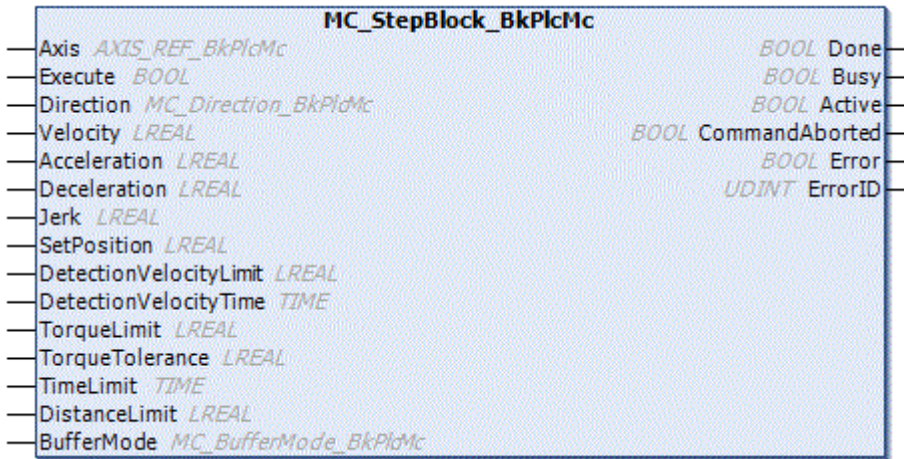 MC_StepBlock_BkPlcMc
Axis AXIS_REF_BkPlcMc BOOL Done
Execute BOOL BOOL Busy
Direction MC_Direction_BkPlcMc BOOL Active
Velocity LREAL BOOL CommandAborted
Acceleration LREAL BOOL Error
Deceleration LREAL UDINT ErrorID
Jerk LREAL
SetPosition LREAL
DetectionVelocityLimit LREAL
DetectionVelocityTime TIME
TorqueLimit LREAL
TorqueTolerance LREAL
TimeLimit TIME
DistanceLimit LREAL
BufferMode MC_BufferMode_BkPlcMc